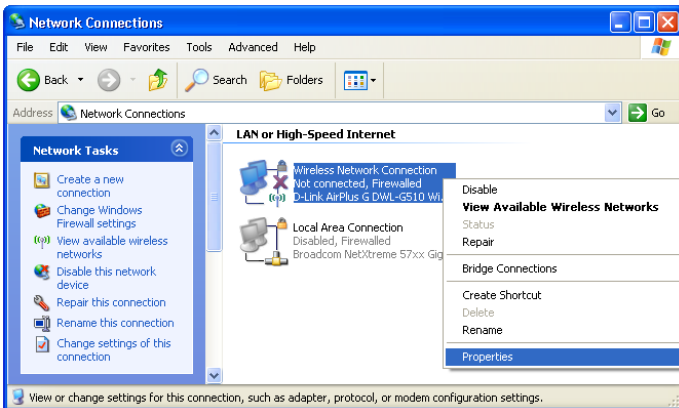 Network Connections
File Edit View Favorites Tools Advanced Help
Back Search Folders
Address Network Connections Go
Network Tasks
Create a new
connection
Change Windows
Firewall settings
View available wireless
networks
Disable this network
device
Repair this connection
Rename this connection
Change settings of this
connection
LAN or High-Speed Internet
Wireless Network Connection
Not connected, Firewalled
D-Link AirPlus G DWL-G510 Wi...
Local Area Connection
Disabled, Firewalled
Broadcom NetXtreme 57xx Gig
Disable
View Available Wireless Networks
Status
Repair
Bridge Connections
Create Shortcut
Delete
Rename
Properties
View or change settings for this connection, such as adapter, protocol, or modem configuration settings.